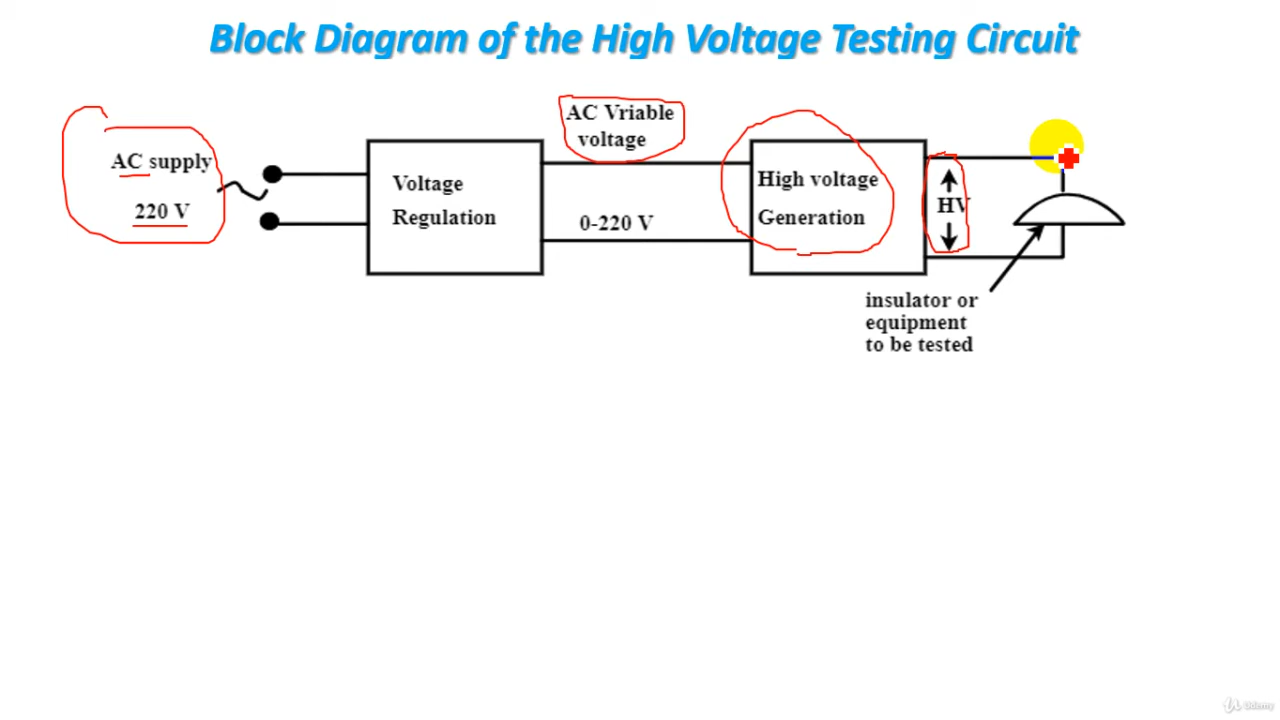 Block Diagram of the High Voltage Testing Circuit
AC supply
220 V
Voltage
Regulation
AC Vriable
voltage
0-220 V
High voltage
Generation
HV
insulator or
equipment
to be tested
Udemy